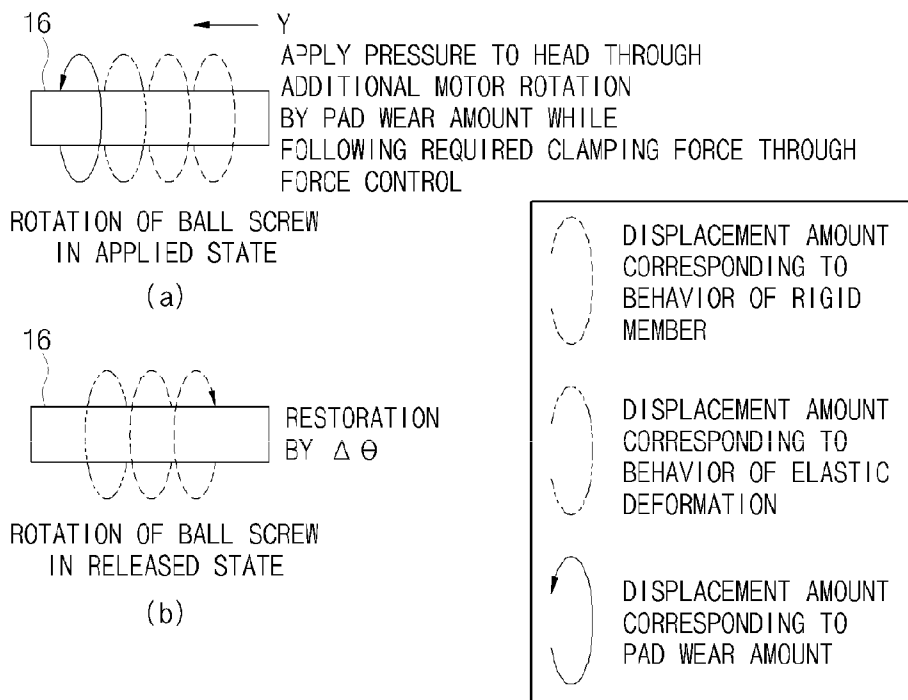 16
Y
APPLY PRESSURE TO HEAD THROUGH
ADDITIONAL MOTOR ROTATION
BY PAD WEAR AMOUNT WHILE
FOLLOWING REQUIRED CLAMPING FORCE THROUGH
FORCE CONTROL
ROTATION OF BALL SCREW
IN APPLIED STATE
(a)
16
RESTORATION
BY Δ θ
ROTATION OF BALL SCREW
IN RELEASED STATE
(b)
DISPLACEMENT AMOUNT
CORRESPONDING TO
BEHAVIOR OF RIGID
MEMBER
DISPLACEMENT AMOUNT
CORRESPONDING TO
BEHAVIOR OF ELASTIC
DEFORMATION
DISPLACEMENT AMOUNT
CORRESPONDING TO
PAD WEAR AMOUNT